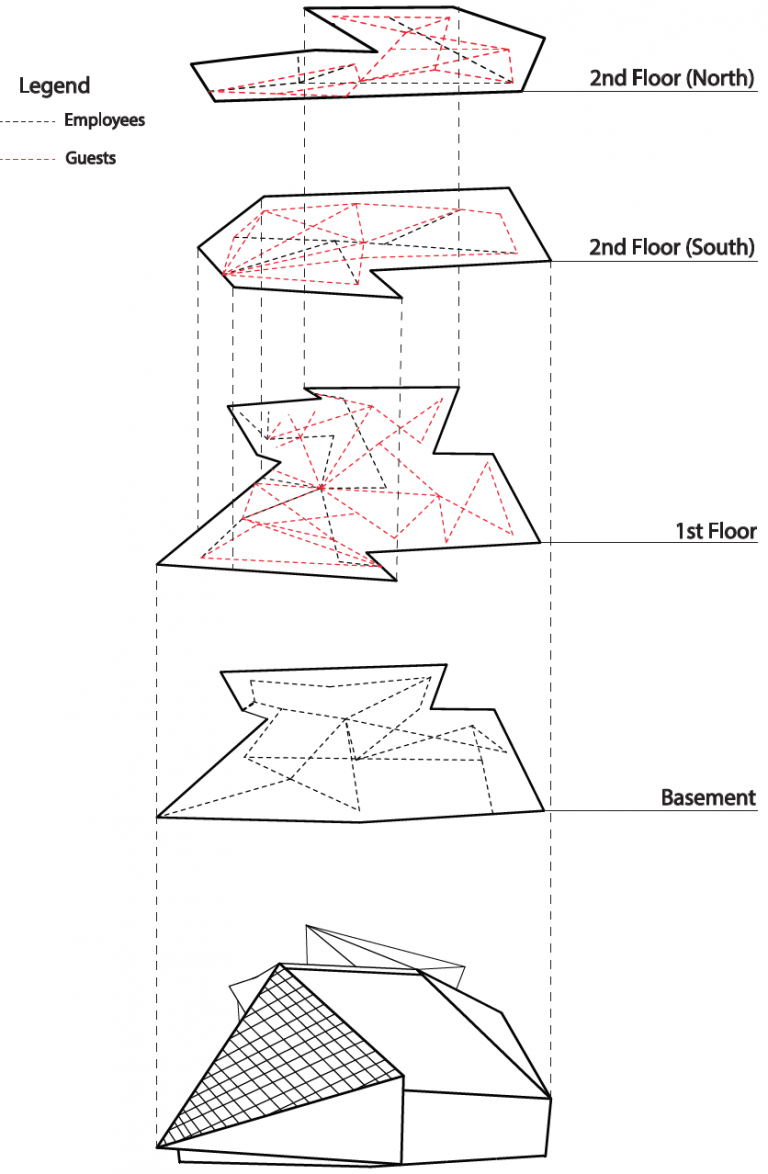 2nd Floor (North)
Legend
Employees
Guests
2nd Floor (South)
1st Floor
Basement